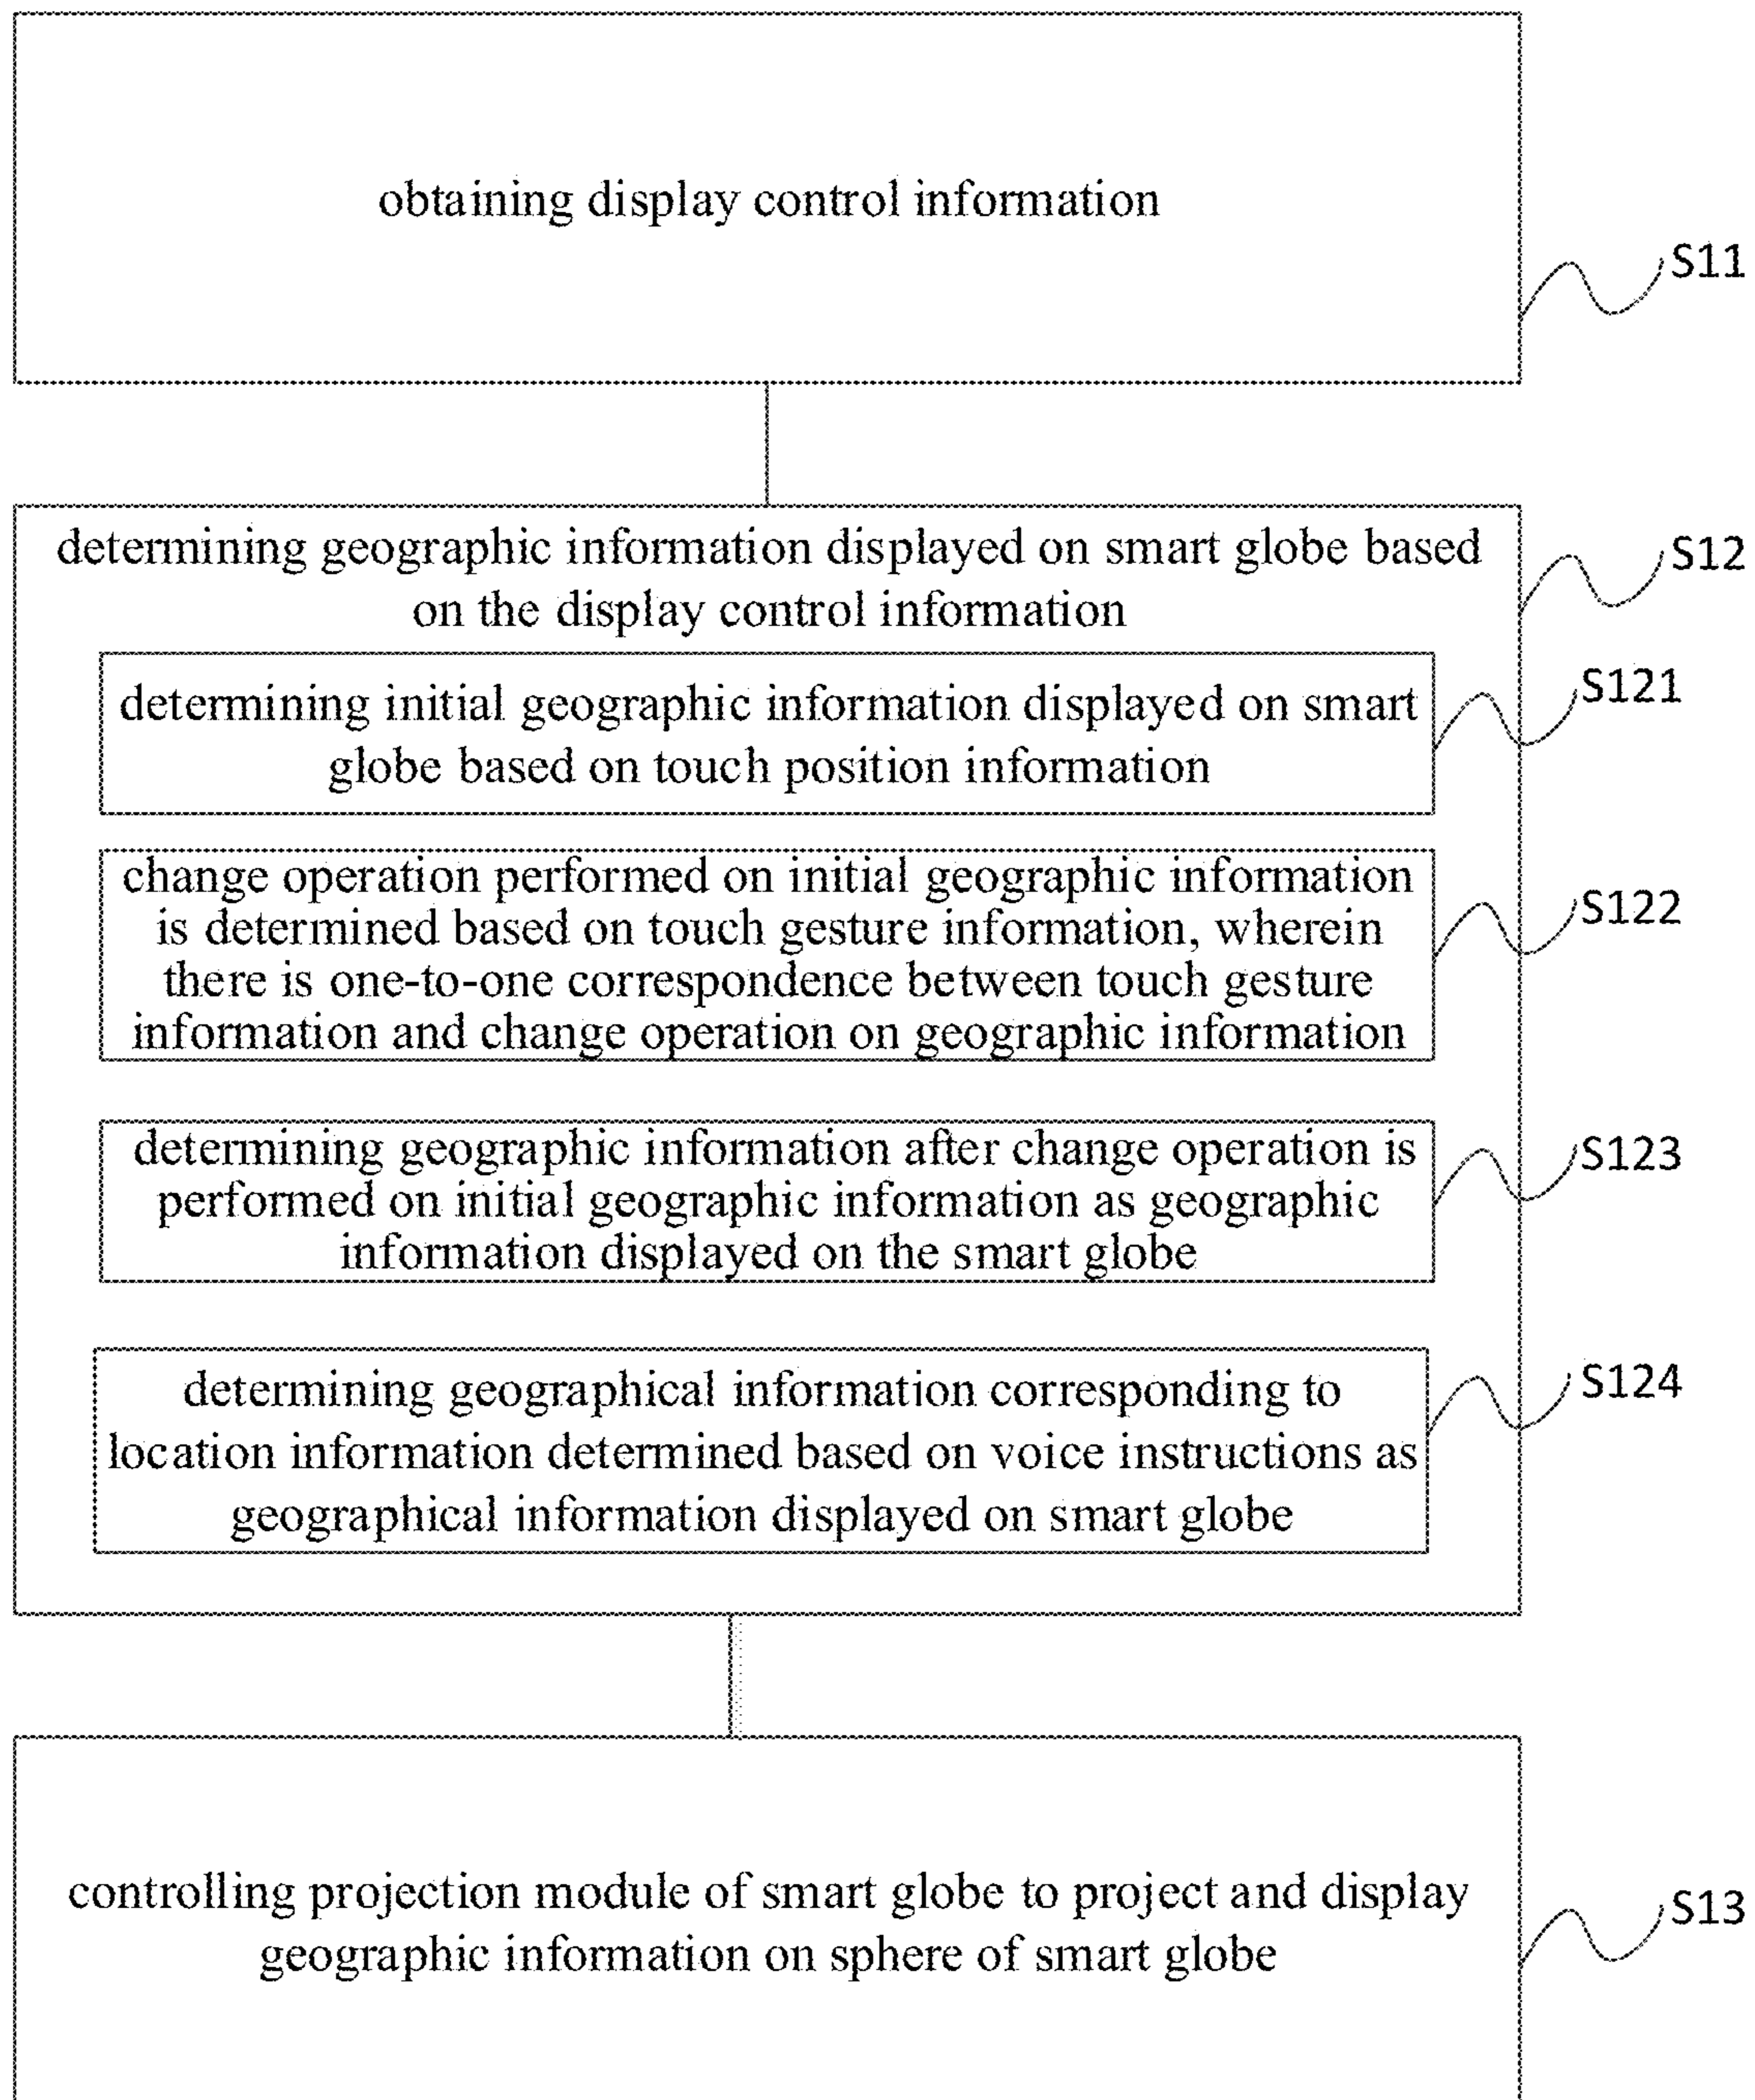 obtaining display control information
S11
determining geographic information displayed on smart globe based
on the display control information
S12
determining initial geographic information displayed on smart
globe based on touch position information
S121
change operation performed on initial geographic information
is determined based on touch gesture information, wherein
there is one-to-one correspondence between touch gesture
information and change operation on geographic information
S122
determining geographic information after change operation is
performed on initial geographic information as geographic
information displayed on the smart globe
S123
determining geographical information corresponding to
location information determined based on voice instructions as
geographical information displayed on smart globe
S124
controlling projection module of smart globe to project and display
geographic information on sphere of smart globe
S13